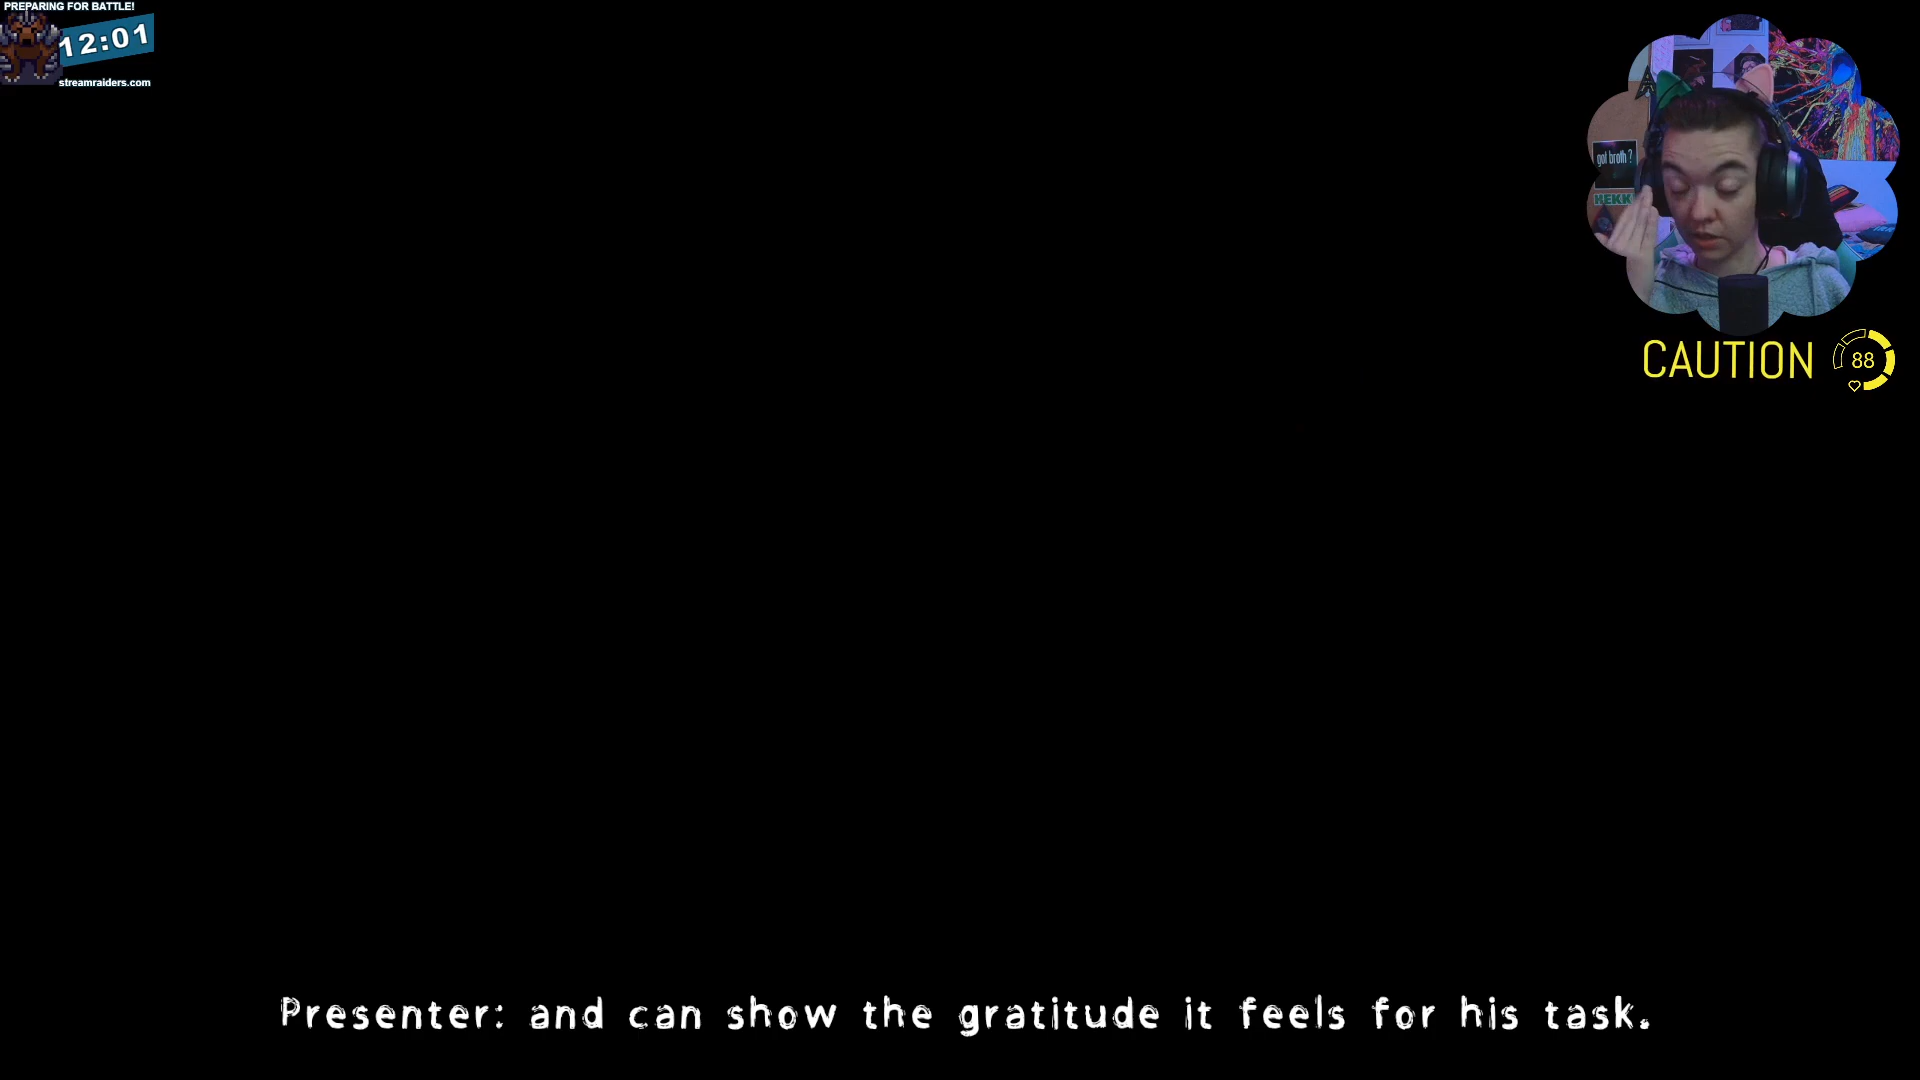 PREPARING FOR BATTLE!
12:01
streamraiders.com
got broth?
HEKK
CAUTION 88
Presenter: and can show the gratitude it feels for his task.